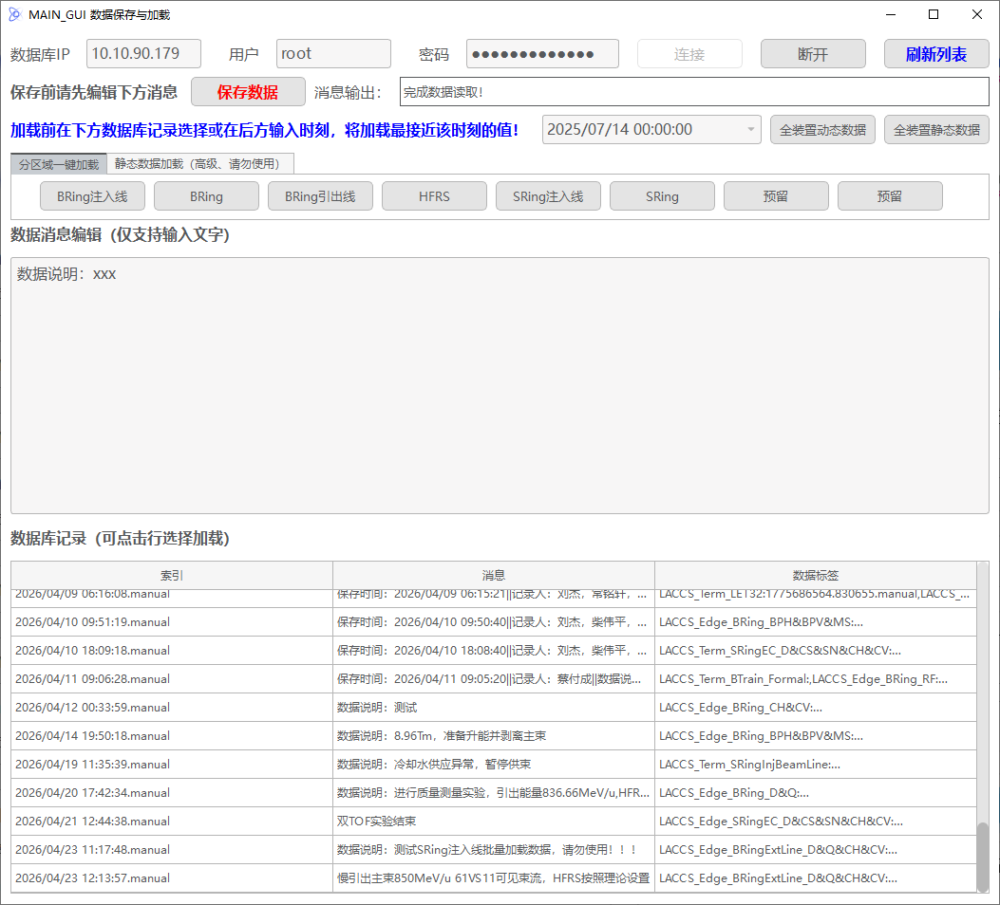 MAIN_GUI 数据保存与加载
数据库IP 10.10.90.179 用户 root 密码 ●●●●●●●●●●●●● 连接 断开 刷新列表
保存前请先编辑下方消息 保存数据 消息输出： 完成数据读取！
加载前在下方数据库记录选择或在后方输入时刻，将加载最接近该时刻的值！ 2025/07/14 00:00:00 全装置动态数据 全装置静态数据
分区域一键加载 静态数据加载（高级、请勿使用）
BRing注入线 BRing BRing引出线 HFRS SRing注入线 SRing 预留 预留
数据消息编辑（仅支持输入文字）
数据说明：xxx
数据库记录（可点击行选择加载）
索引 消息 数据标签
2026/04/09 06:16:08.manual 保存时间：2026/04/09 06:15:21||记录人：刘杰，常铭轩，... LACCS_Term_LET32:1775686564.830655.manual,LACCS_...
2026/04/10 09:51:19.manual 保存时间：2026/04/10 09:50:40||记录人：刘杰，柴伟平，... LACCS_Edge_BRing_BPH&BPV&MS:...
2026/04/10 18:09:18.manual 保存时间：2026/04/10 18:08:40||记录人：刘杰，柴伟平，... LACCS_Term_SRingEC_D&CS&SN&CH&CV:...
2026/04/11 09:06:28.manual 保存时间：2026/04/11 09:05:20||记录人：蔡付成||数据说... LACCS_Term_BTrain_Formal:,LACCS_Edge_BRing_RF:...
2026/04/12 00:33:59.manual 数据说明：测试 LACCS_Edge_BRing_CH&CV:...
2026/04/14 19:50:18.manual 数据说明：8.96Tm，准备升能并剥离主束 LACCS_Edge_BRing_BPH&BPV&MS:...
2026/04/19 11:35:39.manual 数据说明：冷却水供应异常，暂停供束 LACCS_Term_SRingInjBeamLine:...
2026/04/20 17:42:34.manual 数据说明：进行质量测量实验，引出能量836.66MeV/u,HFR... LACCS_Edge_BRing_D&Q:...
2026/04/21 12:44:38.manual 双TOF实验结束 LACCS_Edge_SRingEC_D&CS&SN&CH&CV:...
2026/04/23 11:17:48.manual 数据说明：测试SRing注入线批量加载数据，请勿使用！！！ LACCS_Edge_BRingExtLine_D&Q&CH&CV:...
2026/04/23 12:13:57.manual 慢引出主束850MeV/u 61VS11可见束流，HFRS按照理论设置 LACCS_Edge_BRingExtLine_D&Q&CH&CV:...